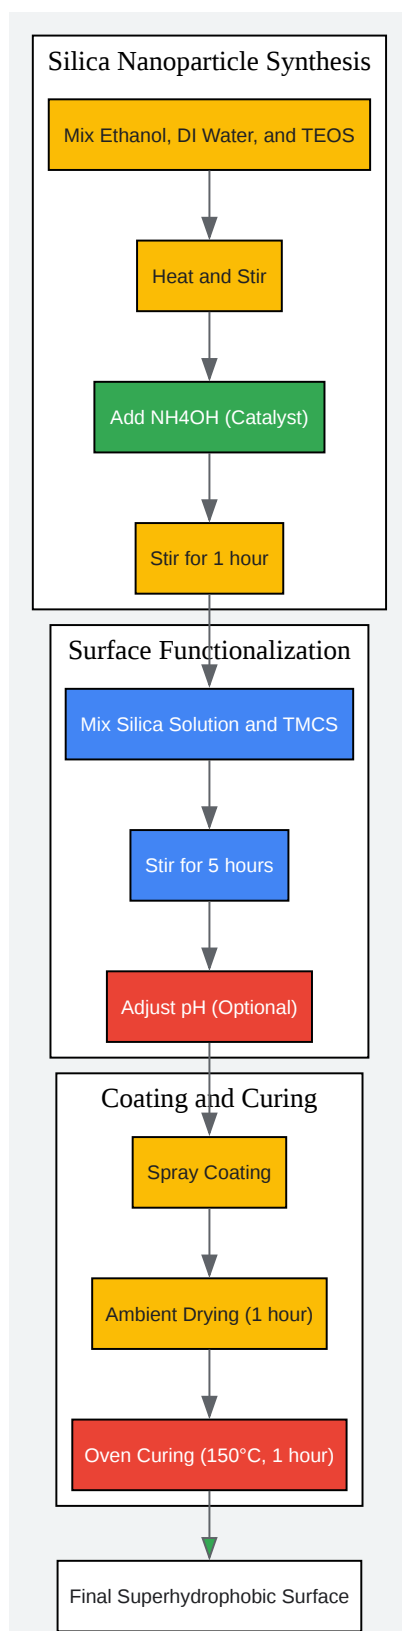 Silica Nanoparticle Synthesis
Mix Ethanol, DI Water, and TEOS
Heat and Stir
Add NH4OH (Catalyst)
Stir for 1 hour
Surface Functionalization
Mix Silica Solution and TMCS
Stir for 5 hours
Adjust pH (Optional)
Coating and Curing
Spray Coating
Ambient Drying (1 hour)
Oven Curing (150°C, 1 hour)
Final Superhydrophobic Surface